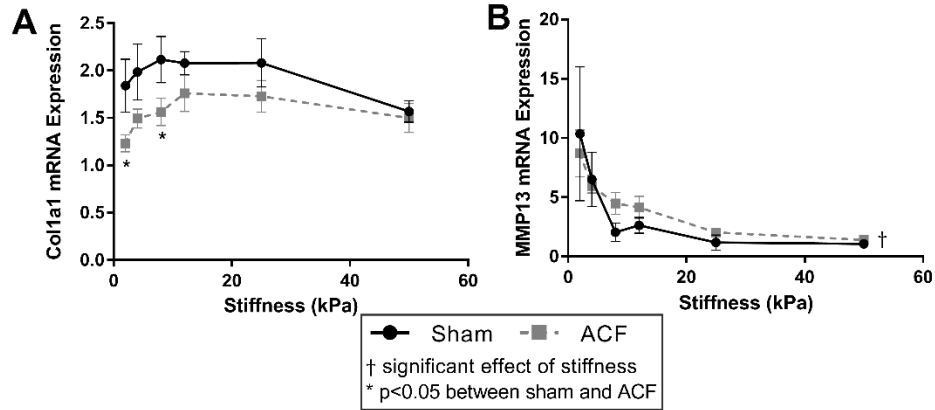 A
Col1a1 mRNA Expression
2.5
2.0
1.5
1.0
0.5
0.0
*
*
0
20
40
60
Stiffness (kPa)
B
MMP13 mRNA Expression
20
15
10
5
0
†
0
20
40
60
Stiffness (kPa)
Sham ACF
† significant effect of stiffness
* p<0.05 between sham and ACF